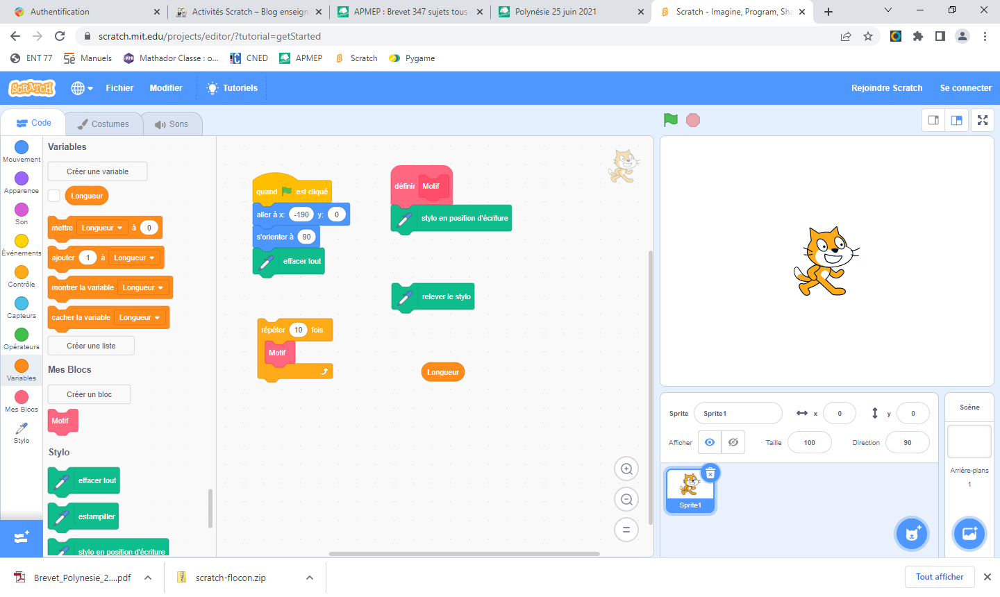 Authentification
Activités Scratch – Blog enseign
APMEP : Brevet 347 sujets tous
Polynésie 25 juin 2021
Scratch - Imagine, Program, Sha
scratch.mit.edu/projects/editor/?tutorial=getStarted
ENT 77
Manuels
Mathador Classe : o...
CNED
APMEP
Scratch
Pygame
SCRATCH
Fichier
Modifier
Tutoriels
Rejoindre Scratch
Se connecter
Code
Costumes
Sons
Mouvement
Apparence
Son
Événements
Contrôle
Capteurs
Opérateurs
Variables
Mes Blocs
Stylo
Variables
Créer une variable
Longueur
mettre Longueur à 0
ajouter 1 à Longueur
montrer la variable Longueur
cacher la variable Longueur
Créer une liste
Mes Blocs
Créer un bloc
Motif
Stylo
effacer tout
estampiller
stylo en position d'écriture
quand est cliqué
aller à x: -190 y: 0
s'orienter à 90
effacer tout
répéter 10 fois
Motif
définir Motif
stylo en position d'écriture
relever le stylo
Longueur
Sprite Sprite1 x 0 y 0
Afficher Taille 100 Direction 90
Sprite1
Scène
Arrière-plans
1
Brevet_Polynesie_2....pdf
scratch-flocon.zip
Tout afficher